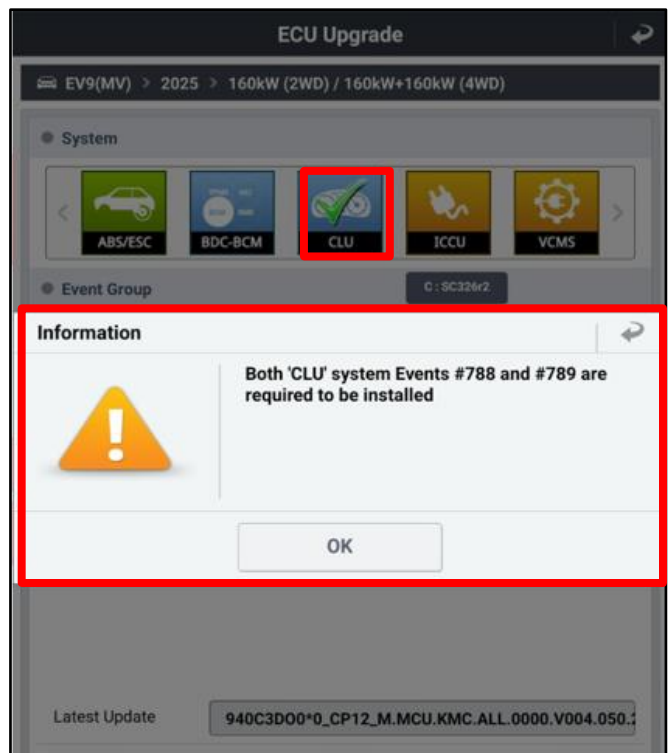 ECU Upgrade
EV9(MV) > 2025 > 160kW (2WD) / 160kW+160kW (4WD)
System
ABS/ESC BDC-BCM CLU ICCU VCMS
Event Group C : SC326r2
Information
Both 'CLU' system Events #788 and #789 are
required to be installed
OK
Latest Update 940C3DO0*0_CP12_M.MCU.KMC.ALL.0000.V004.050.